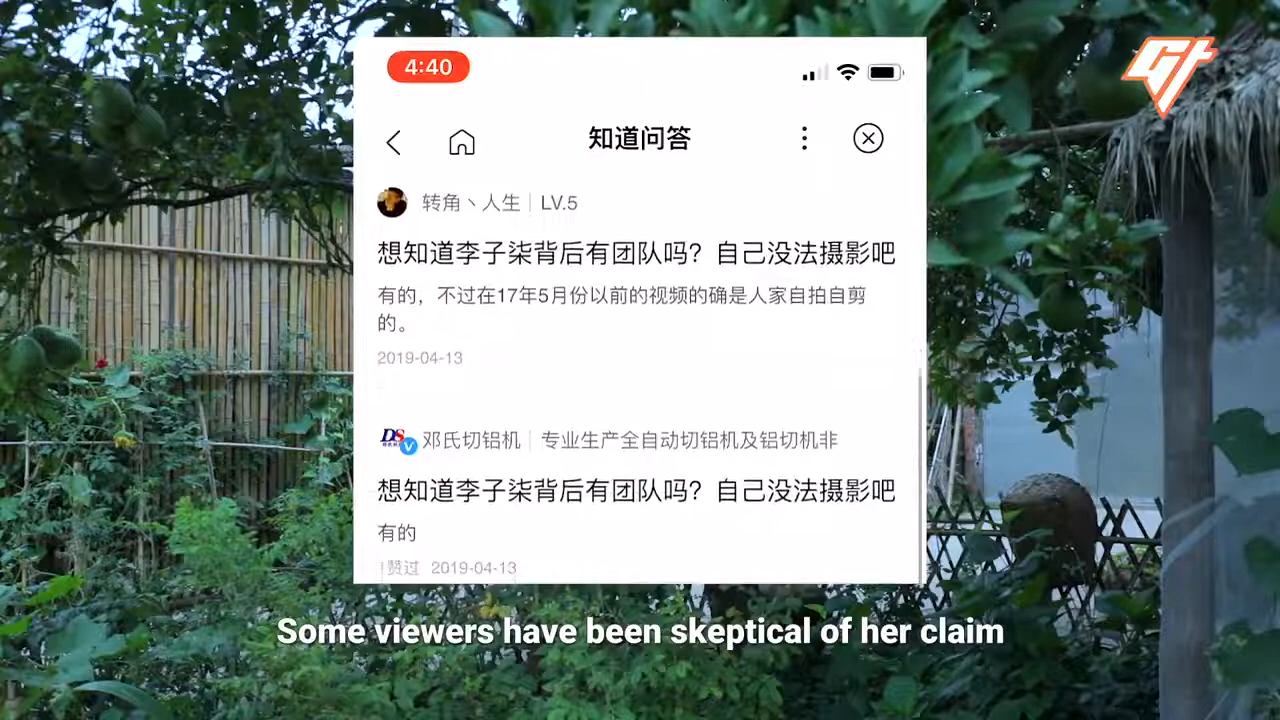 Gt
4:40
知道问答
转角丶人生 LV.5
想知道李子柒背后有团队吗？自己没法摄影吧
有的，不过在17年5月份以前的视频的确是人家自拍自剪
的。
2019-04-13
DS
邓氏切铝机 专业生产全自动切铝机及铝切机非
想知道李子柒背后有团队吗？自己没法摄影吧
有的
赞过 2019-04-13
Some viewers have been skeptical of her claim